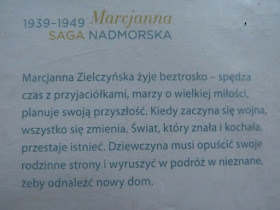 1939–1949 Marcjanna
SAGA NADMORSKA
Marcjanna Zielczyńska żyje beztrosko – spędza
czas z przyjaciółkami, marzy o wielkiej miłości,
planuje swoją przyszłość. Kiedy zaczyna się wojna,
wszystko się zmienia. Świat, który znała i kochała,
przestaje istnieć. Dziewczyna musi opuścić swoje
rodzinne strony i wyruszyć w podróż w nieznane,
żeby odnaleźć nowy dom.